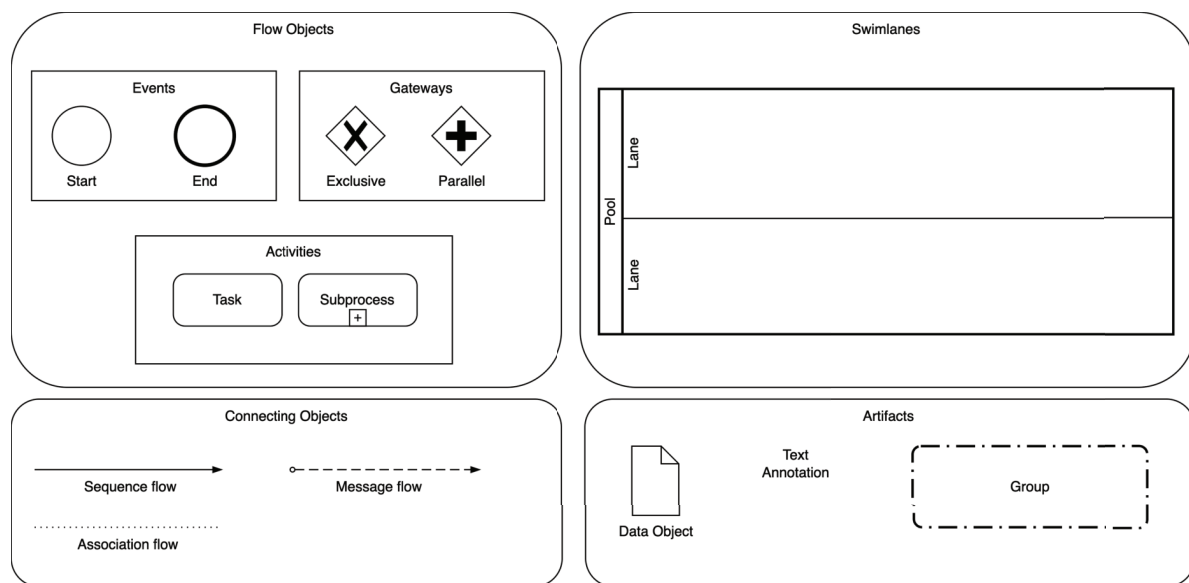 Flow Objects
Events
Start
End
Gateways
Exclusive
Parallel
Activities
Task
Subprocess
Swimlanes
Pool
Lane
Lane
Connecting Objects
Sequence flow
Message flow
Association flow
Artifacts
Data Object
Text
Annotation
Group